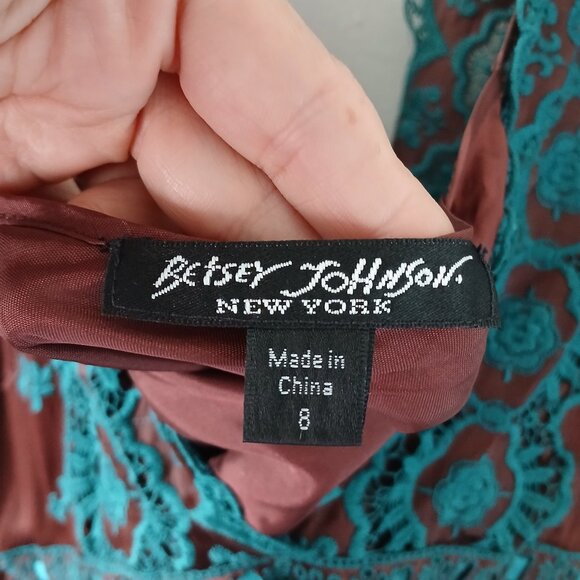 BETSEY JOHNSON.
NEW YORK
Made in
China
8